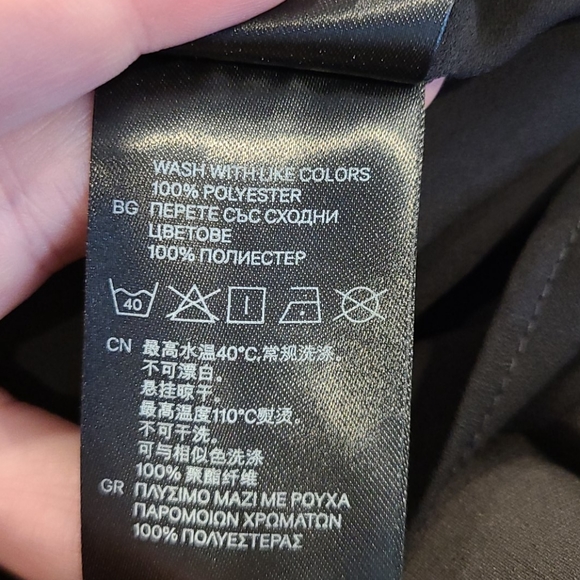 WASH WITH LIKE COLORS
100% POLYESTER
BG ПЕРЕТЕ СЪС СХОДНИ
ЦВЕТОВЕ
100% ПОЛИЕСТЕР
40
CN 最高水温40°C.常规洗涤。
不可漂白。
悬挂晾干。
最高温度110°C熨烫。
不可干洗。
可与相似色洗涤
100% 聚酯纤维
GR ΠΛΥΣΙΜΟ ΜΑΖΙ ΜΕ ΡΟΥΧΑ
ΠΑΡΟΜΟΙΩΝ ΧΡΩΜΑΤΩΝ
100% ΠΟΛΥΕΣΤΕΡΑΣ